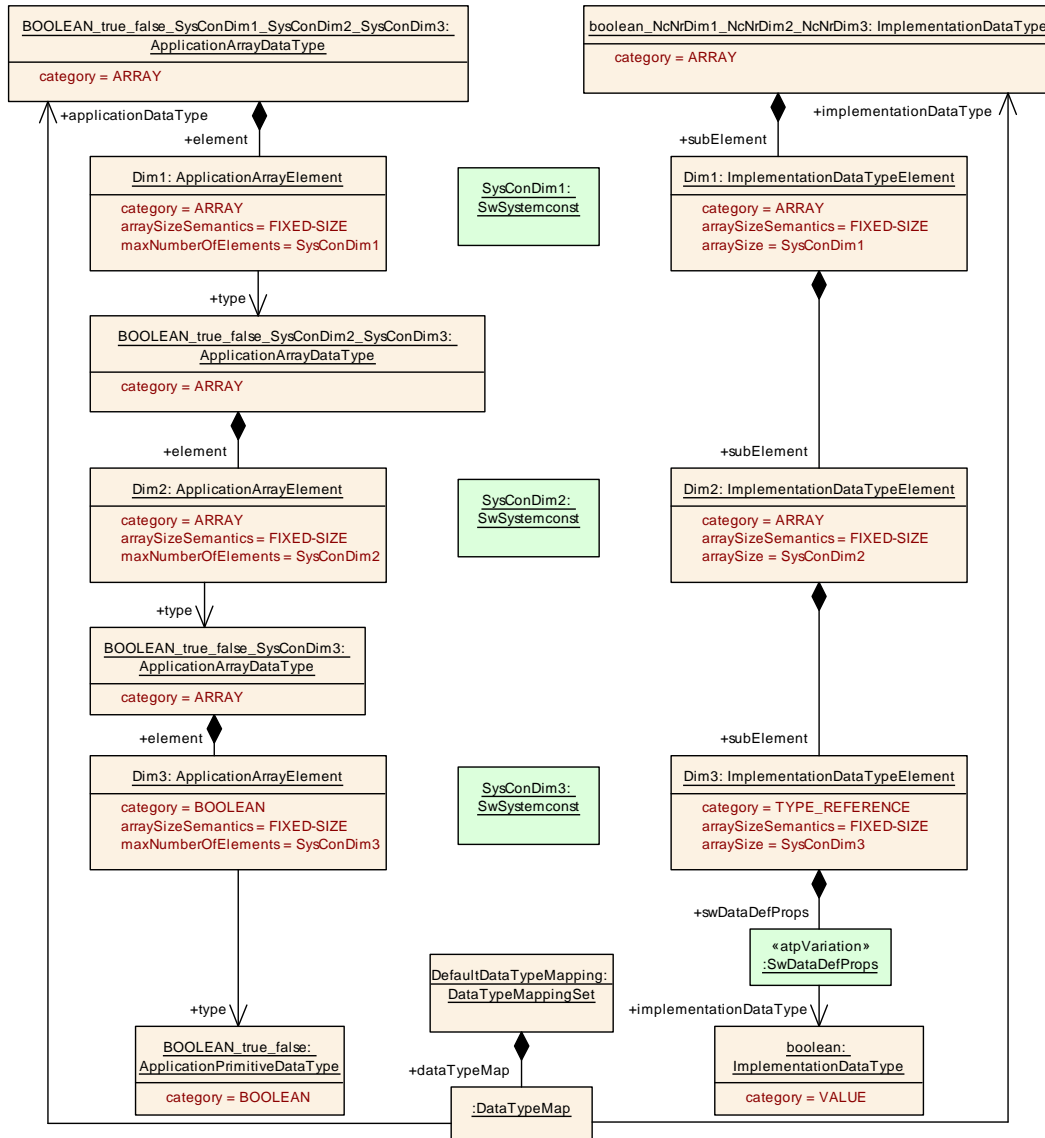 BOOLEAN_true_false_SysConDim1_SysConDim2_SysConDim3:
ApplicationArrayDataType
category = ARRAY
boolean_NcNrDim1_NcNrDim2_NcNrDim3: ImplementationDataType
category = ARRAY
+applicationDataType
+element
+implementationDataType
+subElement
Dim1: ApplicationArrayElement
category = ARRAY
arraySizeSemantics = FIXED-SIZE
maxNumberOfElements = SysConDim1
SysConDim1:
SwSystemconst
Dim1: ImplementationDataTypeElement
category = ARRAY
arraySizeSemantics = FIXED-SIZE
arraySize = SysConDim1
+type
BOOLEAN_true_false_SysConDim2_SysConDim3:
ApplicationArrayDataType
category = ARRAY
+element
+subElement
Dim2: ApplicationArrayElement
category = ARRAY
arraySizeSemantics = FIXED-SIZE
maxNumberOfElements = SysConDim2
SysConDim2:
SwSystemconst
Dim2: ImplementationDataTypeElement
category = ARRAY
arraySizeSemantics = FIXED-SIZE
arraySize = SysConDim2
+type
BOOLEAN_true_false_SysConDim3:
ApplicationArrayDataType
category = ARRAY
+element
+subElement
Dim3: ApplicationArrayElement
category = BOOLEAN
arraySizeSemantics = FIXED-SIZE
maxNumberOfElements = SysConDim3
SysConDim3:
SwSystemconst
Dim3: ImplementationDataTypeElement
category = TYPE_REFERENCE
arraySizeSemantics = FIXED-SIZE
arraySize = SysConDim3
+swDataDefProps
«atpVariation»
:SwDataDefProps
DefaultDataTypeMapping:
DataTypeMappingSet
+type
+implementationDataType
BOOLEAN_true_false:
ApplicationPrimitiveDataType
category = BOOLEAN
+dataTypeMap
:DataTypeMap
boolean:
ImplementationDataType
category = VALUE